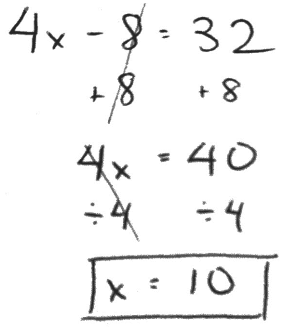 4x - 8 = 32
+ 8 + 8
4x = 40
÷ 4 ÷ 4
x = 10